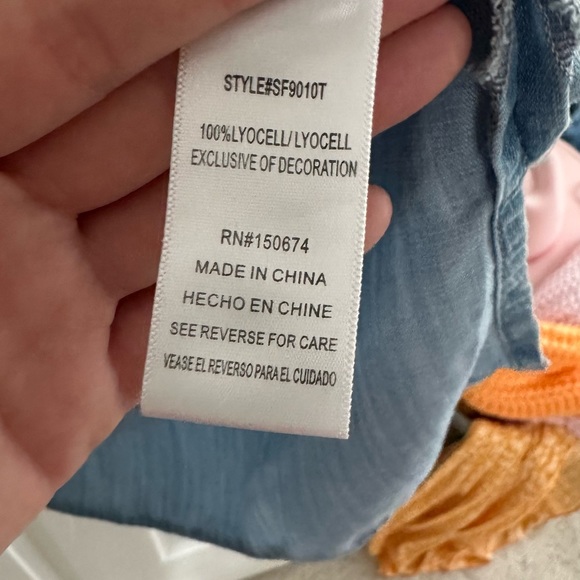 STYLE#SF9010T
100%LYOCELL/LYOCELL
EXCLUSIVE OF DECORATION
RN#150674
MADE IN CHINA
HECHO EN CHINE
SEE REVERSE FOR CARE
VEASE EL REVERSO PARA EL CUIDADO